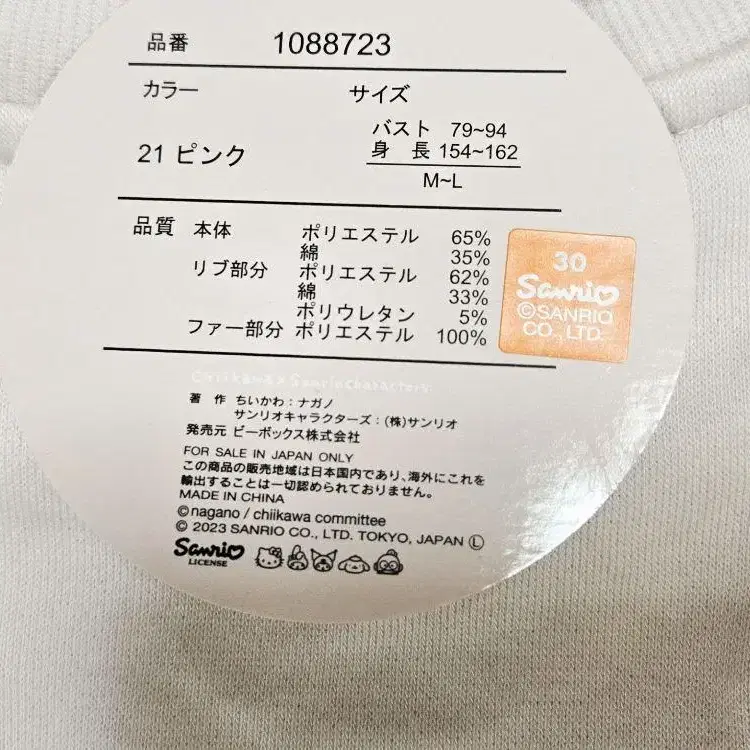 品番 1088723
カラー サイズ
21 ピンク
バスト 79~94
身 長 154~162
M~L
品質 本体 ポリエステル 65%
綿 35%
リブ部分 ポリエステル 62%
綿 33%
ポリウレタン 5%
ファー部分 ポリエステル 100%
30
Sanrio
©SANRIO
CO., LTD.
Chiikawa × Sanriocharacters
著 作 ちいかわ:ナガノ
サンリオキャラクターズ:(株)サンリオ
発売元 ビーボックス株式会社
FOR SALE IN JAPAN ONLY
この商品の販売地域は日本国内であり、海外にこれを
輸出することは一切認められておりません。
MADE IN CHINA
©nagano / chiikawa committee
© 2023 SANRIO CO., LTD. TOKYO, JAPAN Ⓛ
Sanrio
LICENSE